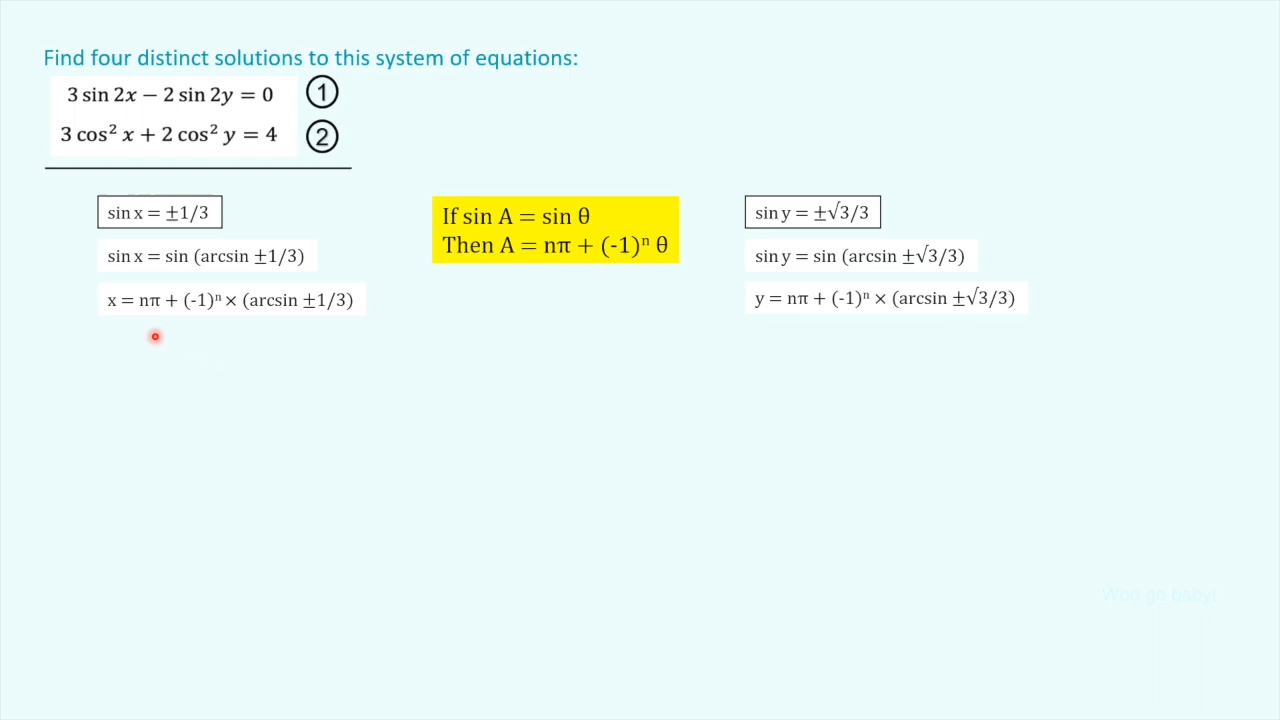 Find four distinct solutions to this system of equations:
3 sin 2x − 2 sin 2y = 0 ①
3 cos² x + 2 cos² y = 4 ②
sin x = ±1/3
sin x = sin (arcsin ±1/3)
x = nπ + (-1)ⁿ × (arcsin ±1/3)
If sin A = sin θ
Then A = nπ + (-1)ⁿ θ
sin y = ±√3/3
sin y = sin (arcsin ±√3/3)
y = nπ + (-1)ⁿ × (arcsin ±√3/3)